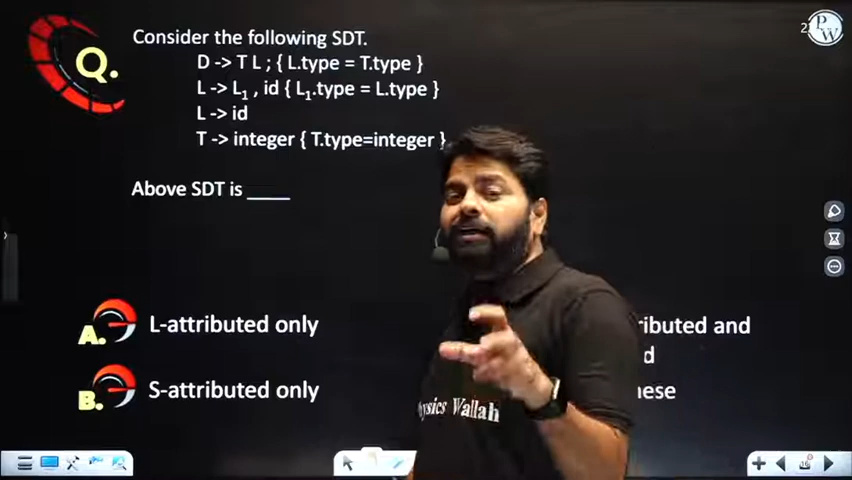 Consider the following SDT.
Q.
D -> T L ; { L.type = T.type }
L -> L1 , id { L1.type = L.type }
L -> id
T -> integer { T.type=integer }
Above SDT is ____
A. L-attributed only
B. S-attributed only
ributed and
d
hese
hysics Wallah
PW